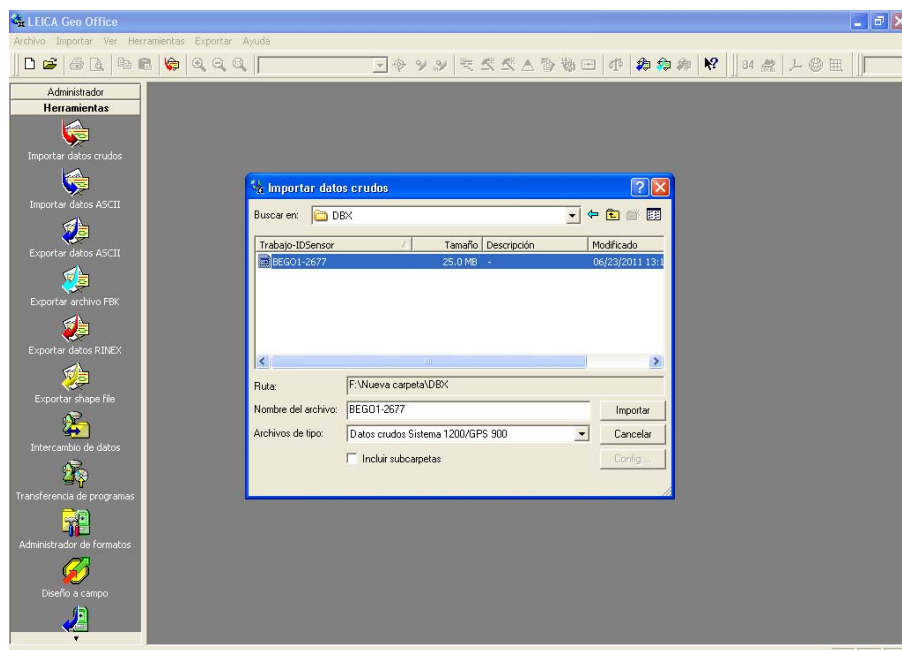 LEICA Geo Office
Archivo Importar Ver Herramientas Exportar Ayuda
84
Administrador
Herramientas
Importar datos crudos
Importar datos ASCII
Exportar datos ASCII
Exportar archivo FBK
Exportar datos RINEX
Exportar shape file
Intercambio de datos
Transferencia de programas
Administrador de formatos
Diseño a campo
Importar datos crudos
Buscar en: DBX
Trabajo-IDSensor Tamaño Descripción Modificado
BEGO1-2677 25.0 MB - 06/23/2011 13:1
Ruta: F:\Nueva carpeta\DBX
Nombre del archivo: BEGO1-2677 Importar
Archivos de tipo: Datos crudos Sistema 1200/GPS 900 Cancelar
Incluir subcarpetas Config...